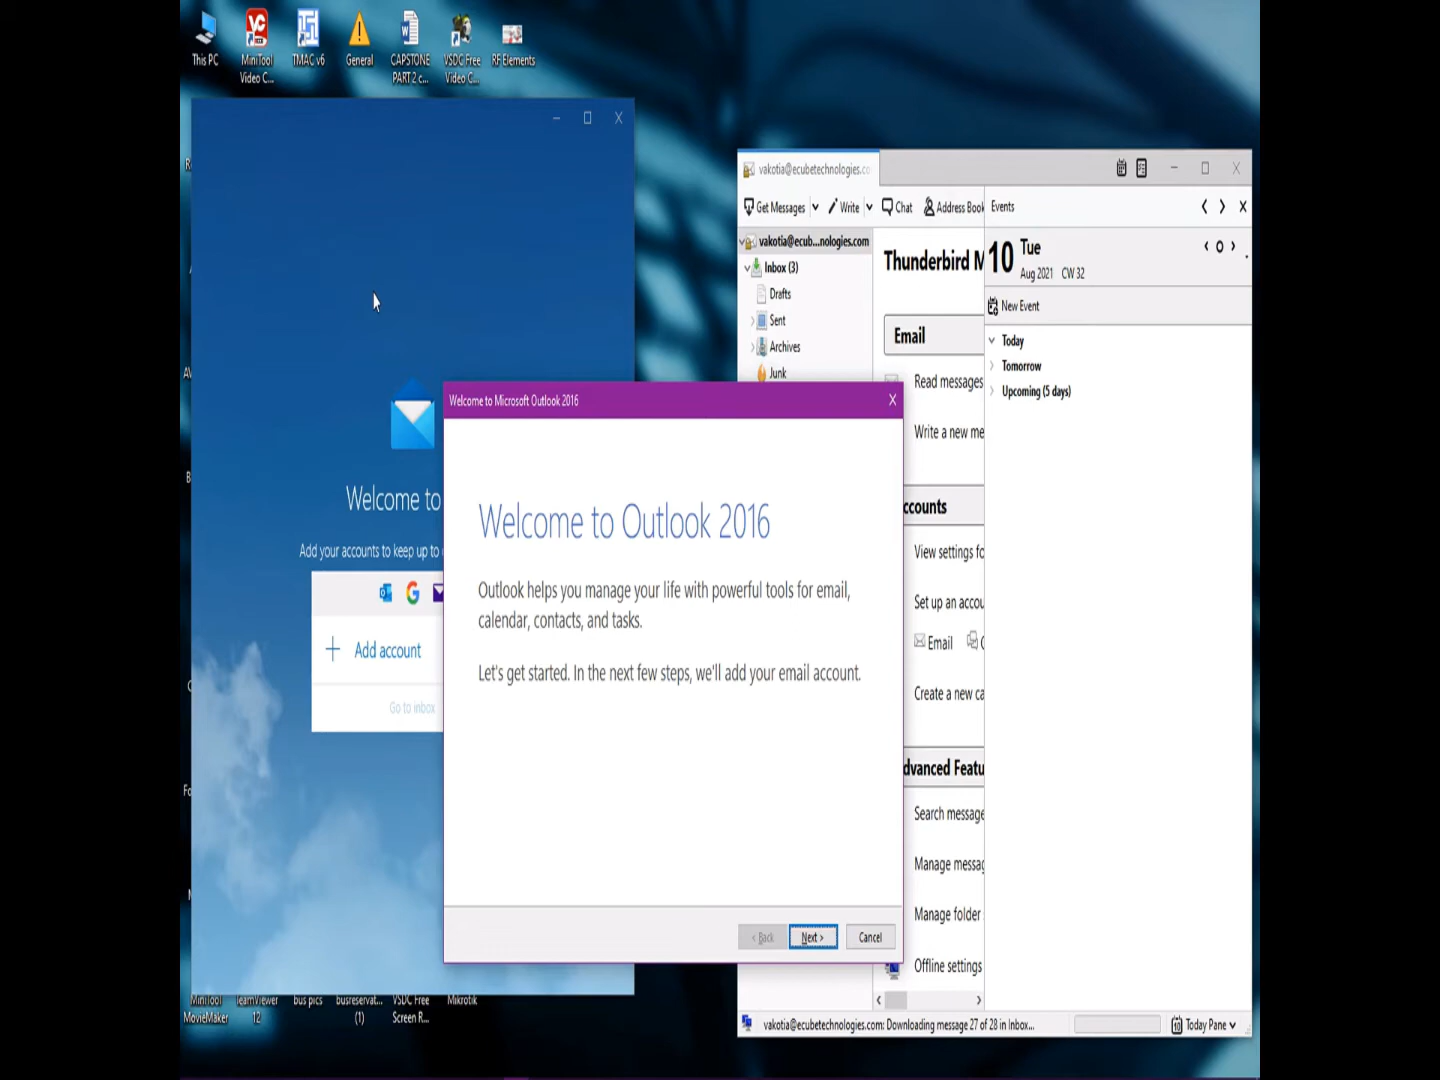 This PC
MiniTool Video C...
TMAC v6
General
CAPSTONE PART 2 c...
VSDC Free Video C...
RF Elements
vakotia@ecubetechnologies.co
Get Messages
Write
Chat
Address Book
Events
vakotia@ecub...nologies.com
Inbox (3)
Drafts
Sent
Archives
Junk
Thunderbird M
10
Tue
Aug 2021 CW 32
New Event
Today
Tomorrow
Upcoming (5 days)
Email
Read messages
Write a new me
ccounts
View settings fo
Set up an accou
Email
Create a new ca
dvanced Featu
Search message
Manage messag
Manage folder
Offline settings
Welcome to
Add your accounts to keep up to
Add account
Go to inbox
Welcome to Microsoft Outlook 2016
X
Welcome to Outlook 2016
Outlook helps you manage your life with powerful tools for email,
calendar, contacts, and tasks.
Let's get started. In the next few steps, we'll add your email account.
< Back
Next >
Cancel
MiniTool MovieMaker
TeamViewer 12
bus pics
busreservat... (1)
VSDC Free Screen R...
Mikrotik
vakotia@ecubetechnologies.com: Downloading message 27 of 28 in Inbox...
Today Pane